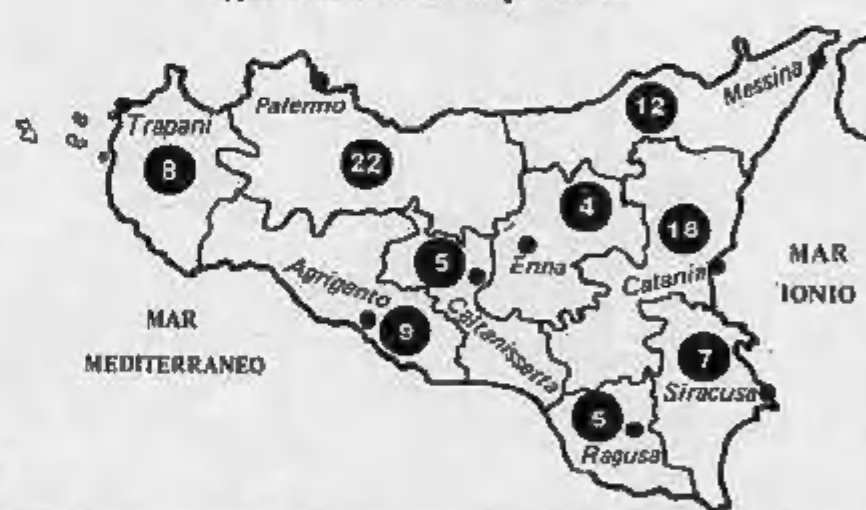 Messina
12
Palermo
Trapani
8
22
4
18
5
Enna
MAR
IONIO
Catania
Agrigento
9
Caltanissetta
MAR
MEDITERRANEO
7
Siracusa
5
Ragusa